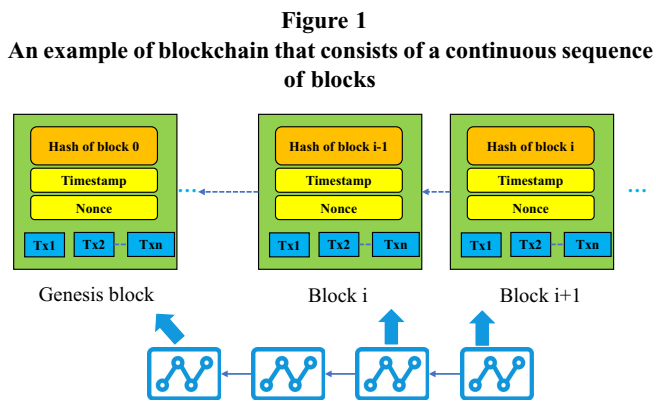 Figure 1
An example of blockchain that consists of a continuous sequence
of blocks
Hash of block 0
Timestamp
Nonce
Tx1 Tx2 Txn
Genesis block
...
Hash of block i-1
Timestamp
Nonce
Tx1 Tx2 Txn
Block i
Hash of block i
Timestamp
Nonce
Tx1 Tx2 Txn
Block i+1
...